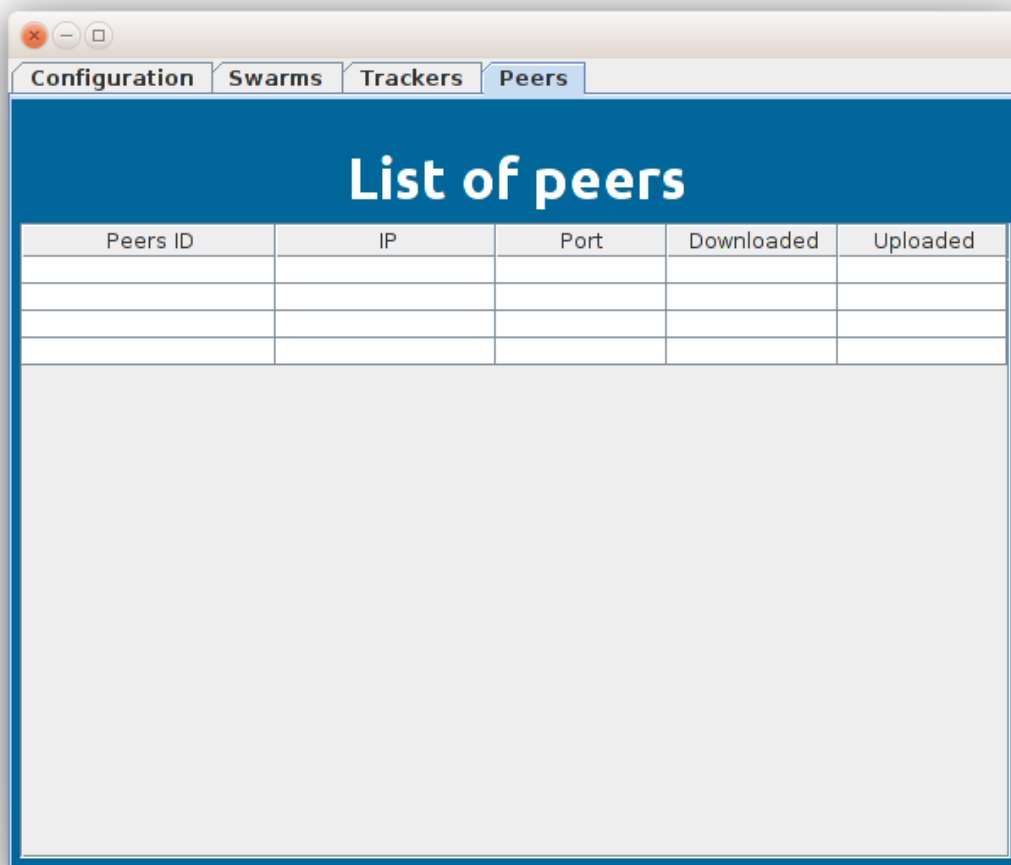 Configuration Swarms Trackers Peers
List of peers
Peers ID IP Port Downloaded Uploaded